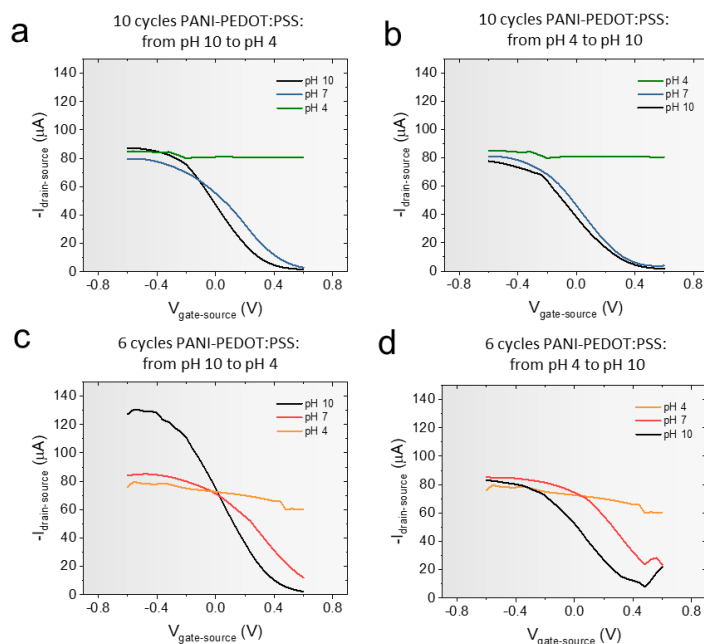 a
10 cycles PANI-PEDOT:PSS:
from pH 10 to pH 4
140
120
100
80
60
40
20
0
-I drain-source (μA)
pH 10
pH 7
pH 4
-0.8 -0.4 0.0 0.4 0.8
V gate-source (V)
b
10 cycles PANI-PEDOT:PSS:
from pH 4 to pH 10
140
120
100
80
60
40
20
0
-I drain-source (μA)
pH 4
pH 7
pH 10
-0.8 -0.4 0.0 0.4 0.8
V gate-source (V)
c
6 cycles PANI-PEDOT:PSS:
from pH 10 to pH 4
140
120
100
80
60
40
20
0
-I drain-source (μA)
pH 10
pH 7
pH 4
-0.8 -0.4 0.0 0.4 0.8
V gate-source (V)
d
6 cycles PANI-PEDOT:PSS:
from pH 4 to pH 10
140
120
100
80
60
40
20
0
-I drain-source (μA)
pH 4
pH 7
pH 10
-0.8 -0.4 0.0 0.4 0.8
V gate-source (V)